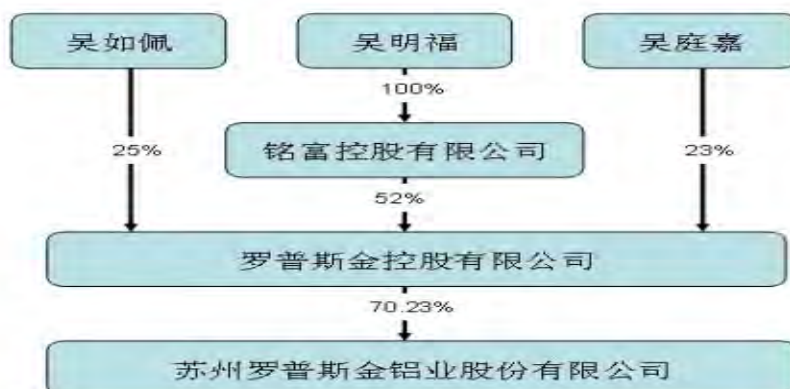 吴如佩
吴明福
吴庭嘉
100%
25%
铭富控股有限公司
23%
52%
罗普斯金控股有限公司
70.23%
苏州罗普斯金铝业股份有限公司